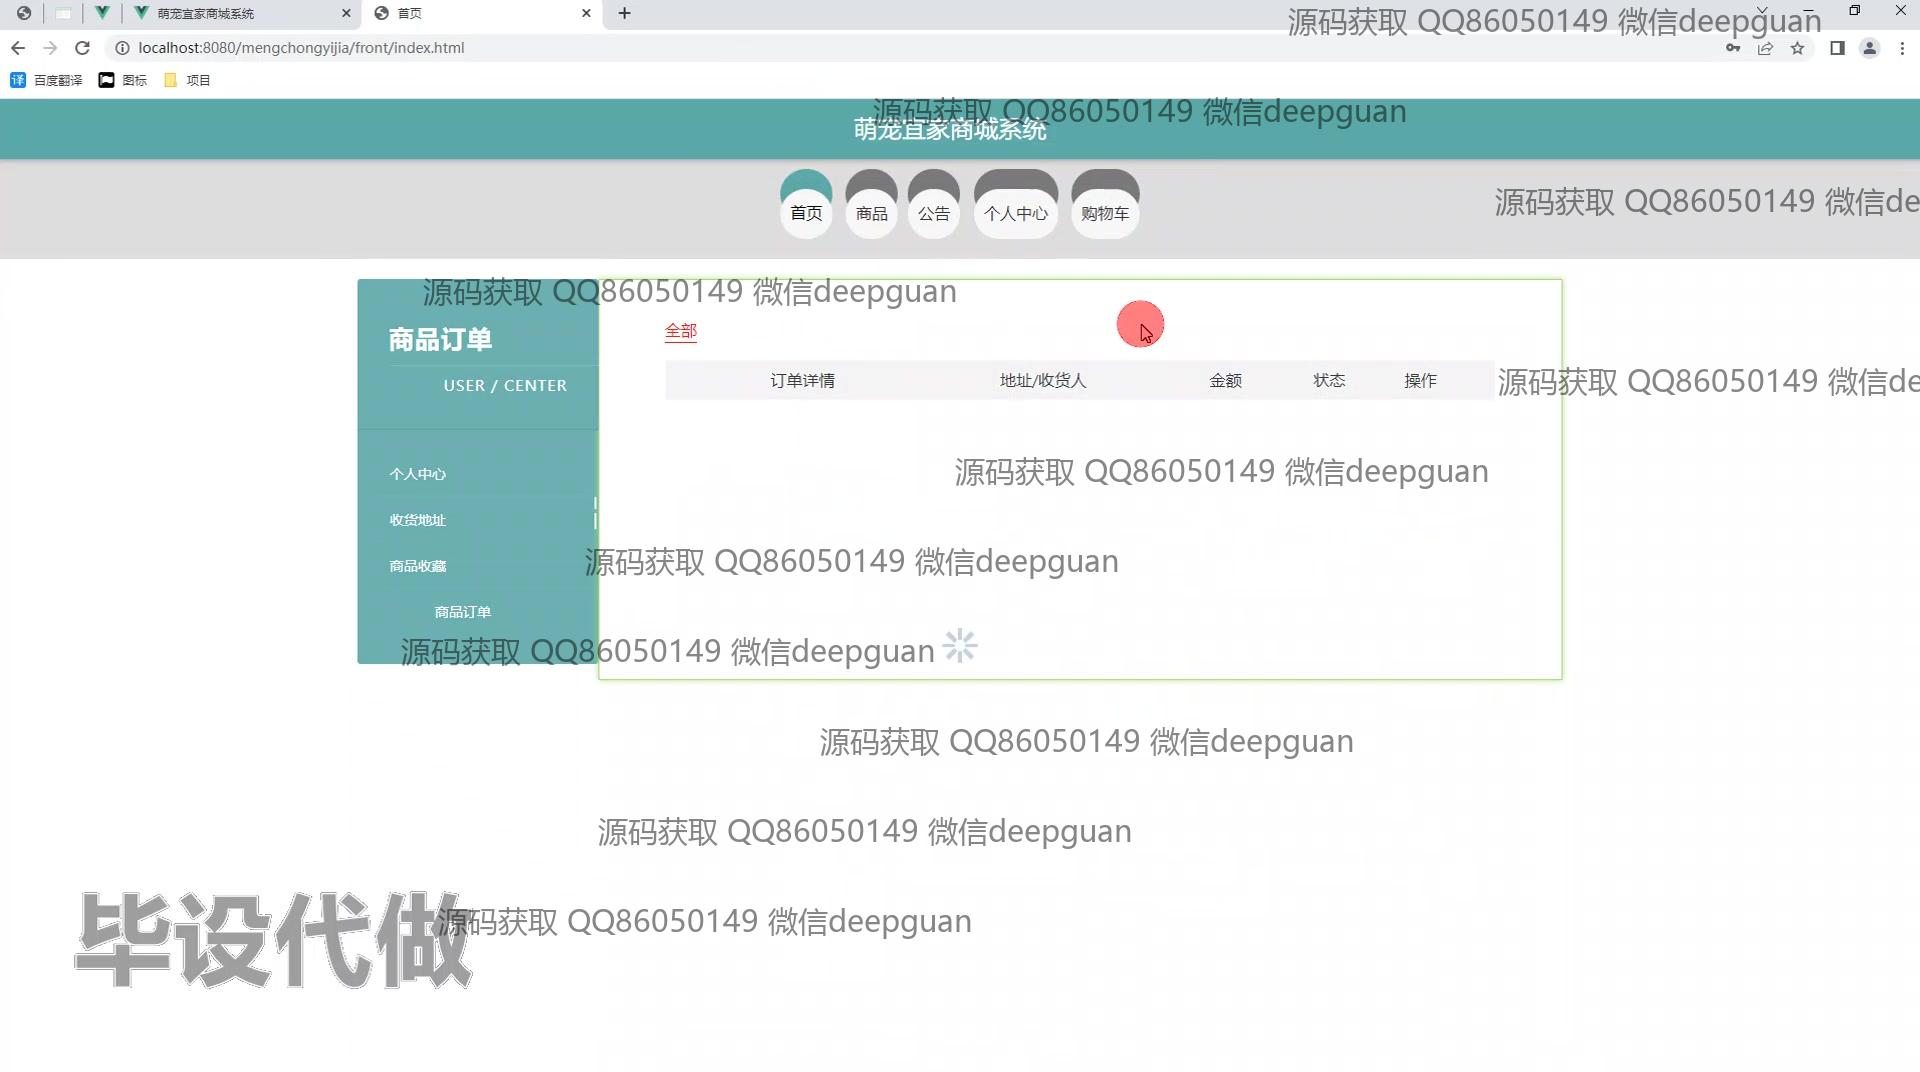 萌宠宜家商城系统
首页
源码获取 QQ86050149 微信deepguan
localhost:8080/mengchongyijia/front/index.html
百度翻译
图标
项目
源码获取 QQ86050149 微信deepguan
萌宠宜家商城系统
首页
商品
公告
个人中心
购物车
源码获取 QQ86050149 微信de
源码获取 QQ86050149 微信deepguan
商品订单
USER / CENTER
全部
订单详情
地址/收货人
金额
状态
操作
源码获取 QQ86050149 微信de
个人中心
源码获取 QQ86050149 微信deepguan
收货地址
商品收藏
源码获取 QQ86050149 微信deepguan
商品订单
源码获取 QQ86050149 微信deepguan
源码获取 QQ86050149 微信deepguan
源码获取 QQ86050149 微信deepguan
毕设代做
源码获取 QQ86050149 微信deepguan